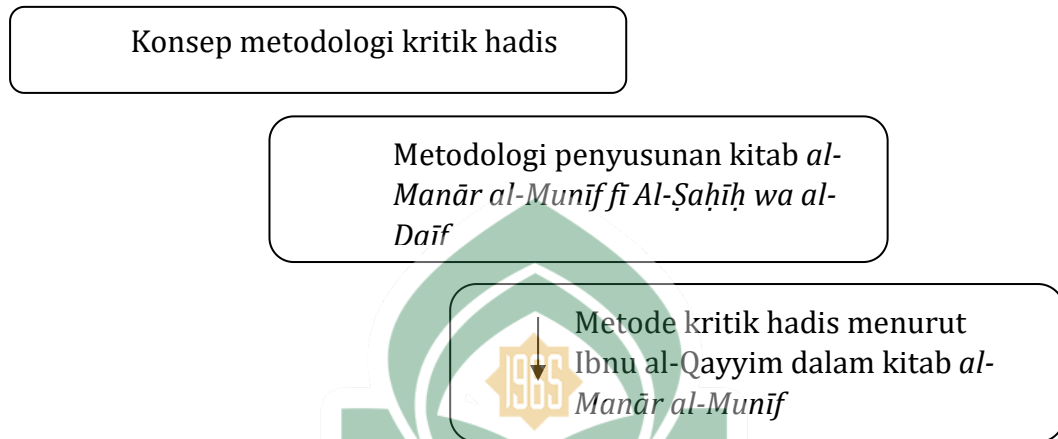 Konsep metodologi kritik hadis
Metodologi penyusunan kitab al-
Manār al-Munīf fī Al-Ṣaḥīḥ wa al-
Ḍaīf
Metode kritik hadis menurut
Ibnu al-Qayyim dalam kitab al-
Manār al-Munīf
1965